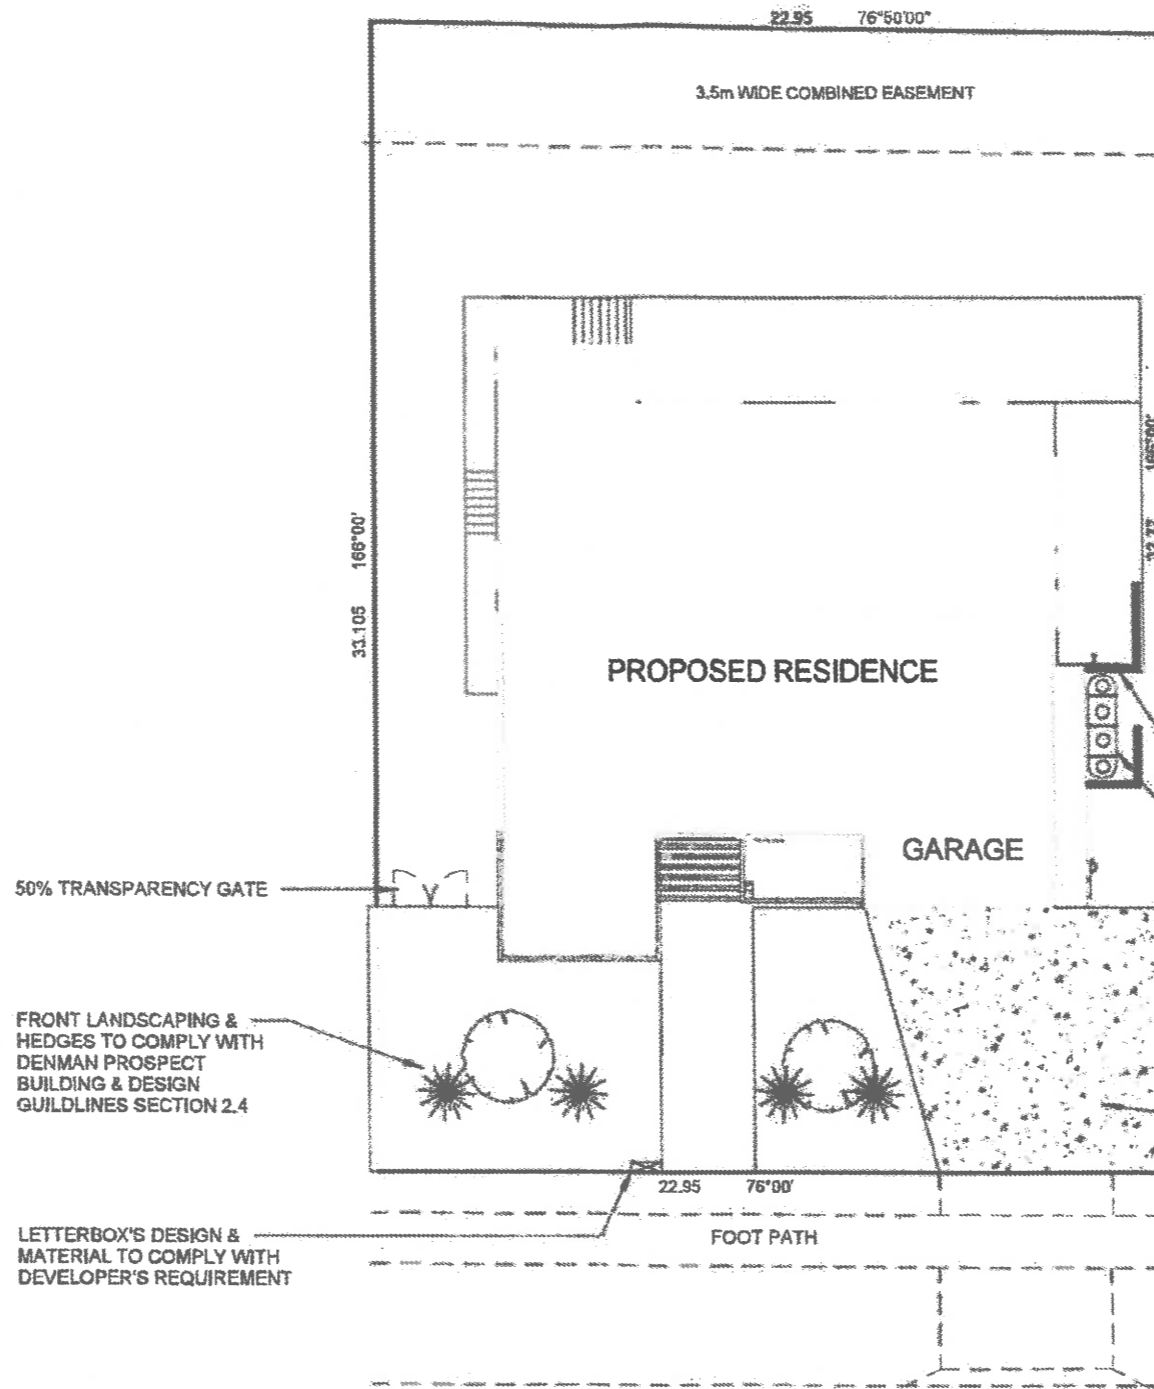 22.95 76°50'00"
3.5m WIDE COMBINED EASEMENT
166°00'
33.105
166°00'
PROPOSED RESIDENCE
GARAGE
50% TRANSPARENCY GATE
FRONT LANDSCAPING &
HEDGES TO COMPLY WITH
DENMAN PROSPECT
BUILDING & DESIGN
GUILDLINES SECTION 2.4
22.95 76°00'
LETTERBOX'S DESIGN &
MATERIAL TO COMPLY WITH
DEVELOPER'S REQUIREMENT
FOOT PATH